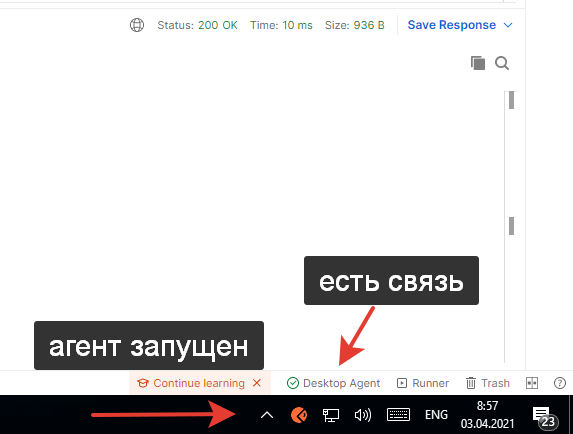 Status: 200 OK Time: 10 ms Size: 936 B Save Response
есть связь
агент запущен
Continue learning Desktop Agent Runner Trash
ENG 8:57
03.04.2021 23